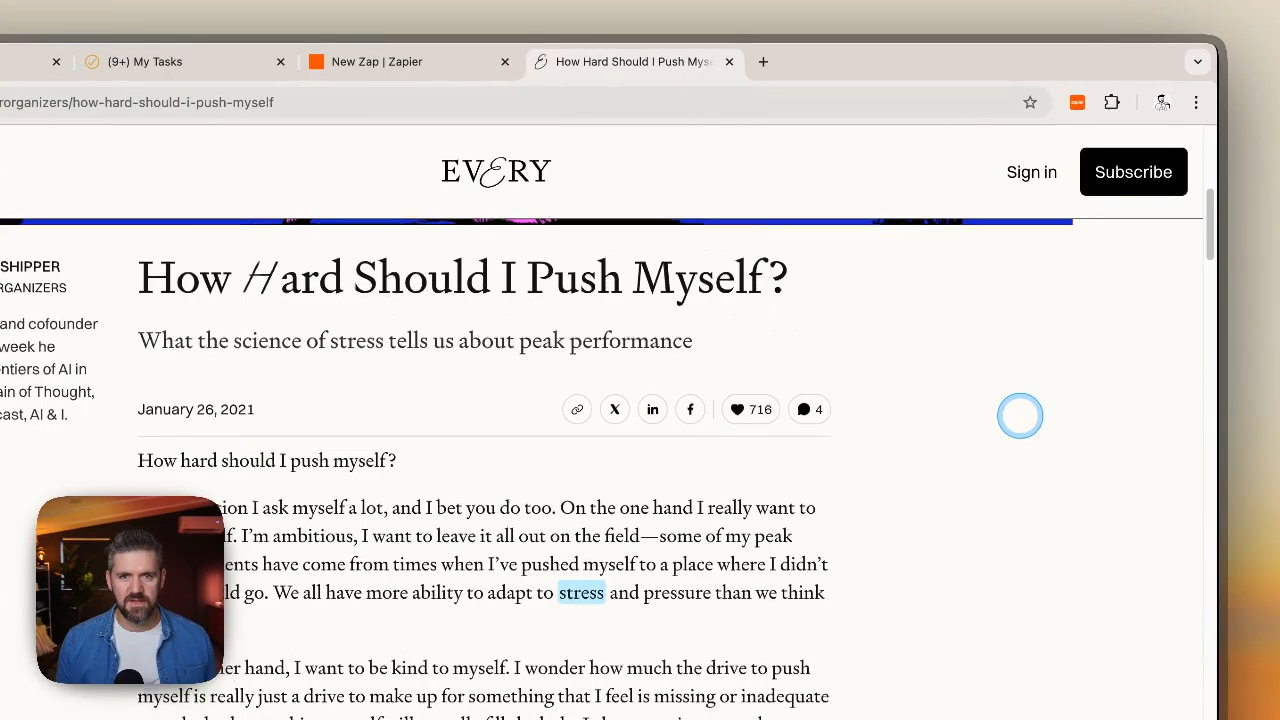 (9+) My Tasks
New Zap | Zapier
How Hard Should I Push Myse
rorganizers/how-hard-should-i-push-myself
zapier
EVERY
Sign in
Subscribe
SHIPPER
RGANIZERS
and cofounder
week he
ntiers of AI in
ain of Thought,
cast, AI & I.
How Hard Should I Push Myself?
What the science of stress tells us about peak performance
January 26, 2021
X
in
f
716
4
How hard should I push myself?
ion I ask myself a lot, and I bet you do too. On the one hand I really want to
lf. I’m ambitious, I want to leave it all out on the field—some of my peak
ents have come from times when I’ve pushed myself to a place where I didn’t
ld go. We all have more ability to adapt to stress and pressure than we think
er hand, I want to be kind to myself. I wonder how much the drive to push
myself is really just a drive to make up for something that I feel is missing or inadequate